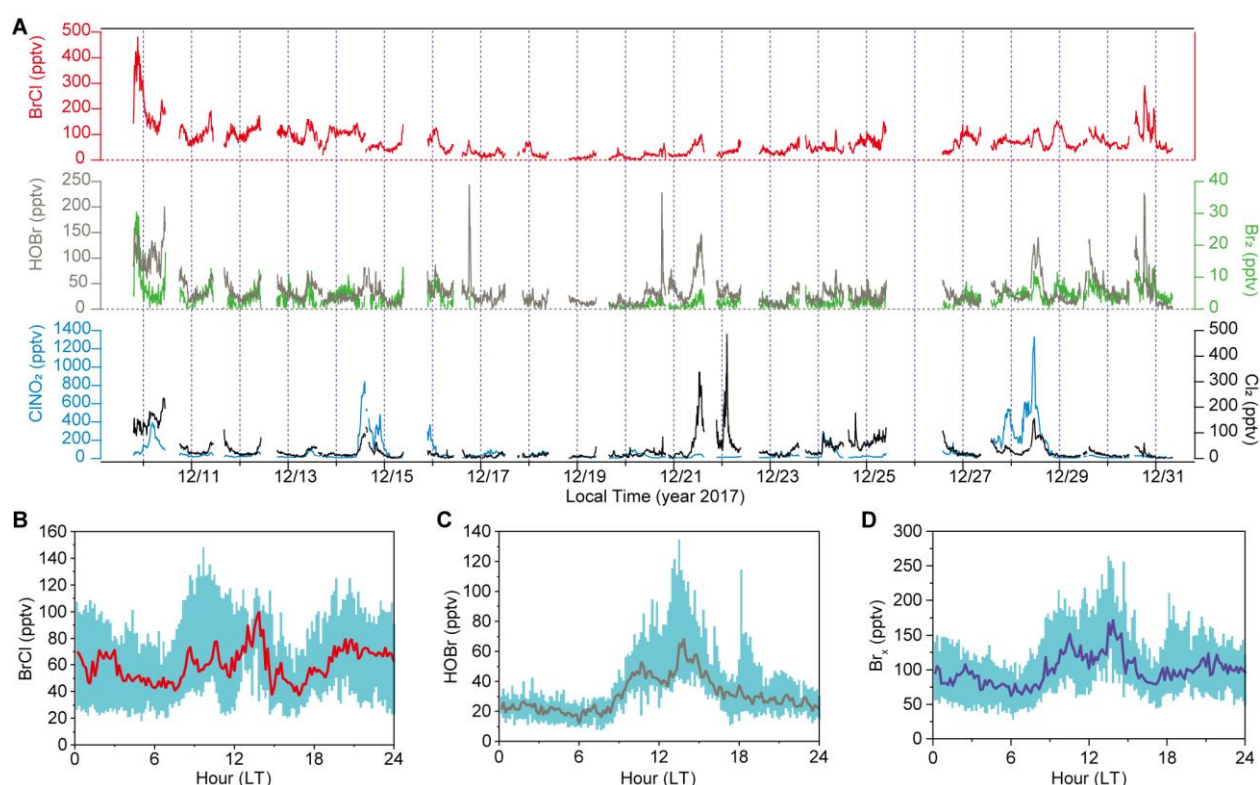 A
BrCl (pptv)
500
400
300
200
100
0
HOBr (pptv)
250
200
150
100
50
0
40
30
20
10
0
Br₂ (pptv)
ClNO₂ (pptv)
1400
1200
1000
800
600
400
200
0
500
400
300
200
100
0
Cl₂ (pptv)
12/11 12/13 12/15 12/17 12/19 12/21 12/23 12/25 12/27 12/29 12/31
Local Time (year 2017)
B
BrCl (pptv)
160
140
120
100
80
60
40
20
0
0 6 12 18 24
Hour (LT)
C
HOBr (pptv)
140
120
100
80
60
40
20
0
0 6 12 18 24
Hour (LT)
D
Brₓ (pptv)
300
250
200
150
100
50
0
0 6 12 18 24
Hour (LT)